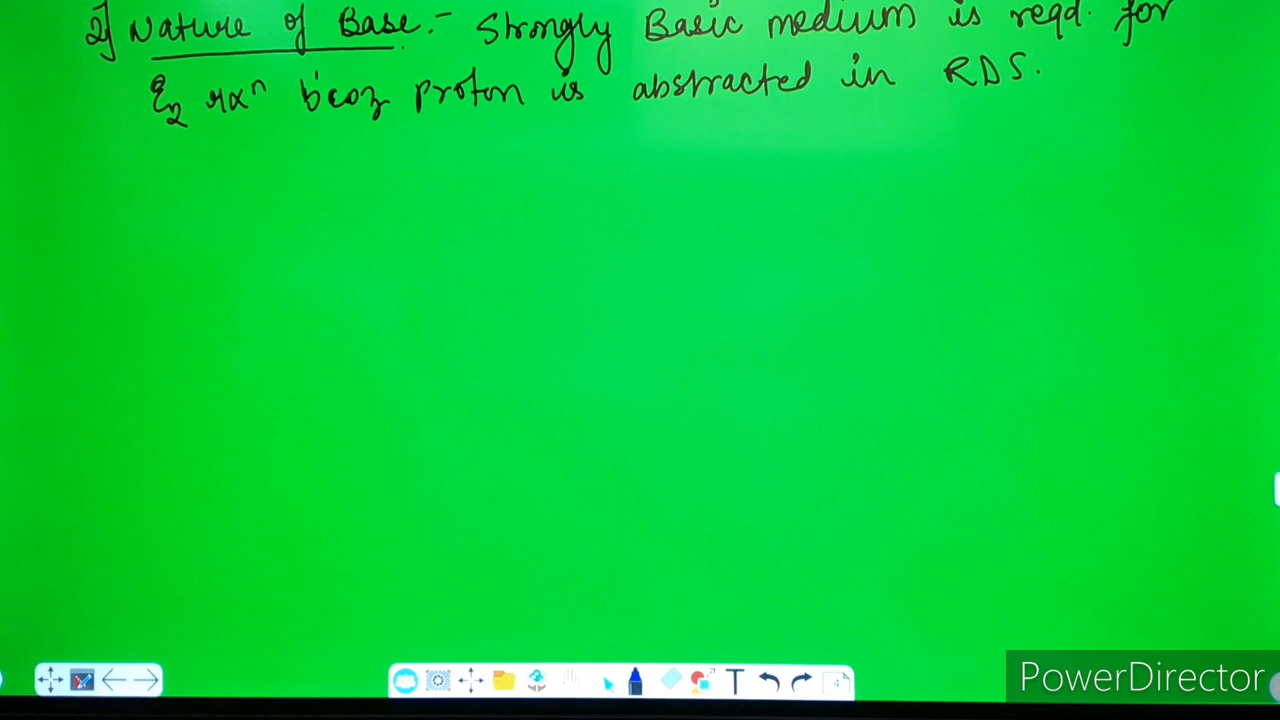 2] Nature of Base :- Strongly Basic medium is reqd. for
E2 rxn b'coz proton is abstracted in RDS.
T
4
PowerDirector